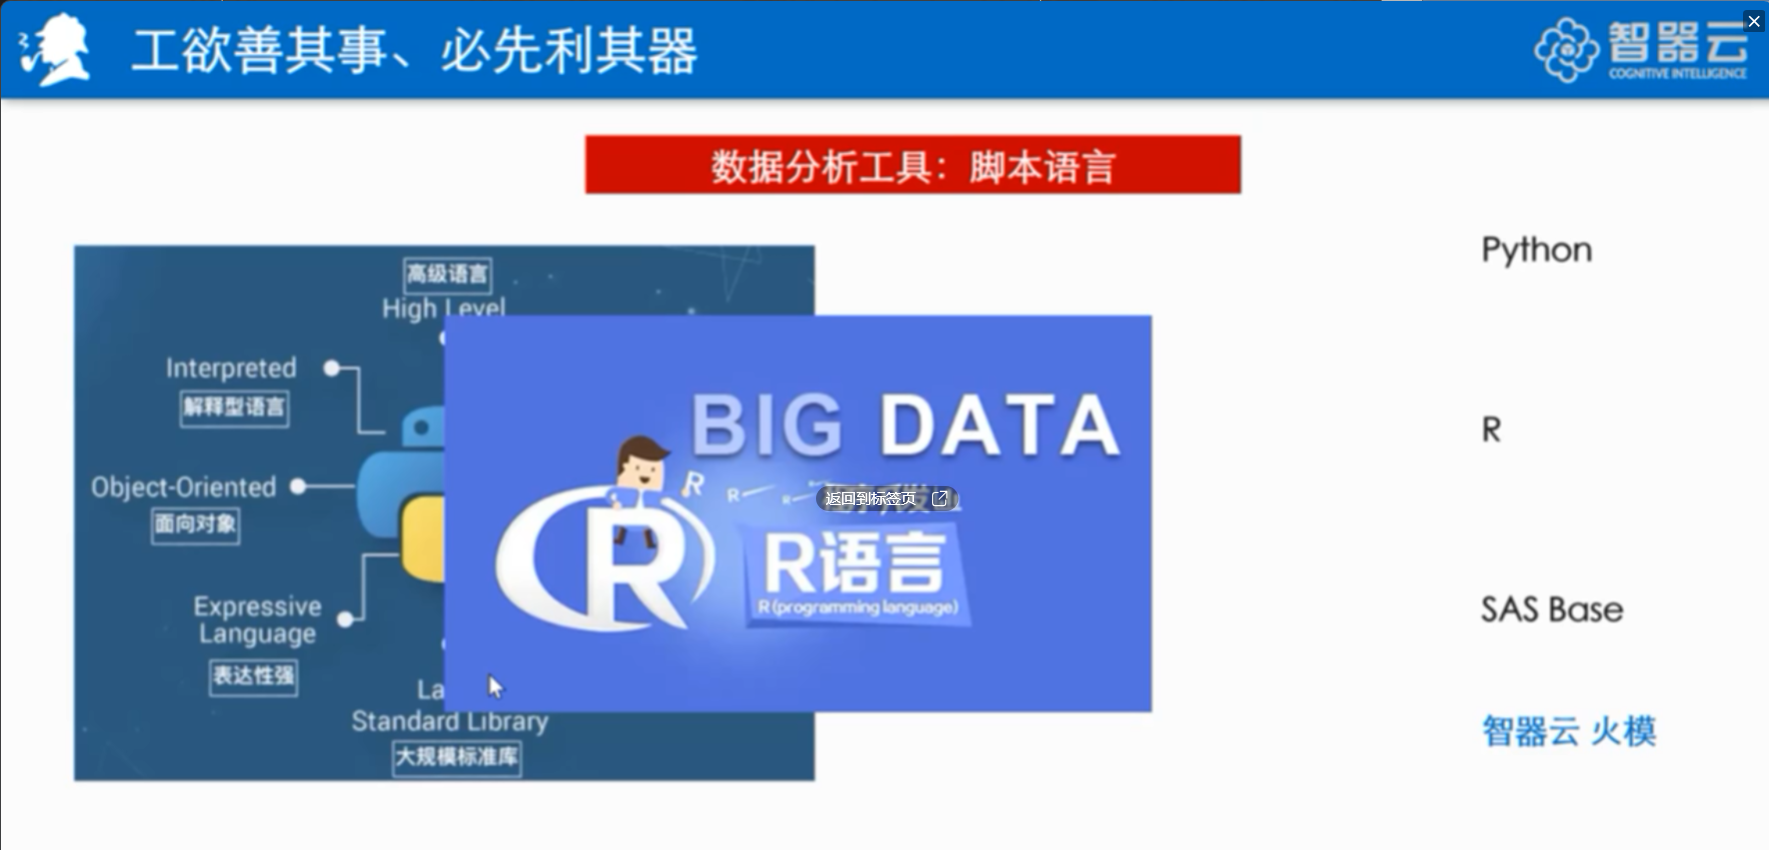 工欲善其事、必先利其器
智器云
COGNITIVE INTELLIGENCE
数据分析工具：脚本语言
高级语言
High Level
Interpreted
解释型语言
Object-Oriented
面向对象
Expressive
Language
表达性强
La
Standard Library
大规模标准库
BIG DATA
R
R
R
R
返回到标签页
R语言
R (programming language)
Python
R
SAS Base
智器云 火模